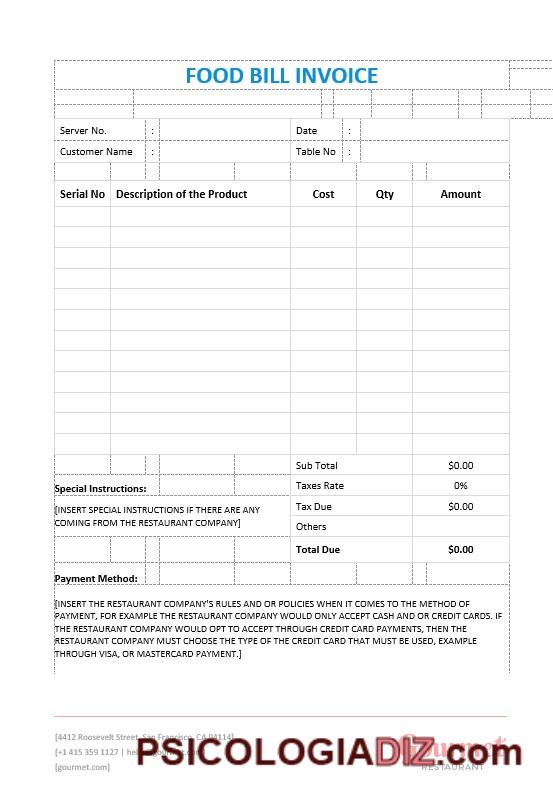 FOOD BILL INVOICE
Server No. : Date :
Customer Name : Table No :
Serial No Description of the Product Cost Qty Amount
Sub Total $0.00
Special Instructions: Taxes Rate 0%
[INSERT SPECIAL INSTRUCTIONS IF THERE ARE ANY Tax Due $0.00
COMING FROM THE RESTAURANT COMPANY] Others
Total Due $0.00
Payment Method:
[INSERT THE RESTAURANT COMPANY'S RULES AND OR POLICIES WHEN IT COMES TO THE METHOD OF
PAYMENT, FOR EXAMPLE THE RESTAURANT COMPANY WOULD ONLY ACCEPT CASH AND OR CREDIT CARDS. IF
THE RESTAURANT COMPANY WOULD OPT TO ACCEPT THROUGH CREDIT CARD PAYMENTS, THEN THE
RESTAURANT COMPANY MUST CHOOSE THE TYPE OF THE CREDIT CARD THAT MUST BE USED, EXAMPLE
THROUGH VISA, OR MASTERCARD PAYMENT.]
[4412 Roosevelt Street, San Francisco, CA 94114]
[+1 415 359 1127 |
[gourmet.com]
Gourmet
RESTAURANT
PSICOLOGIADIZ.com